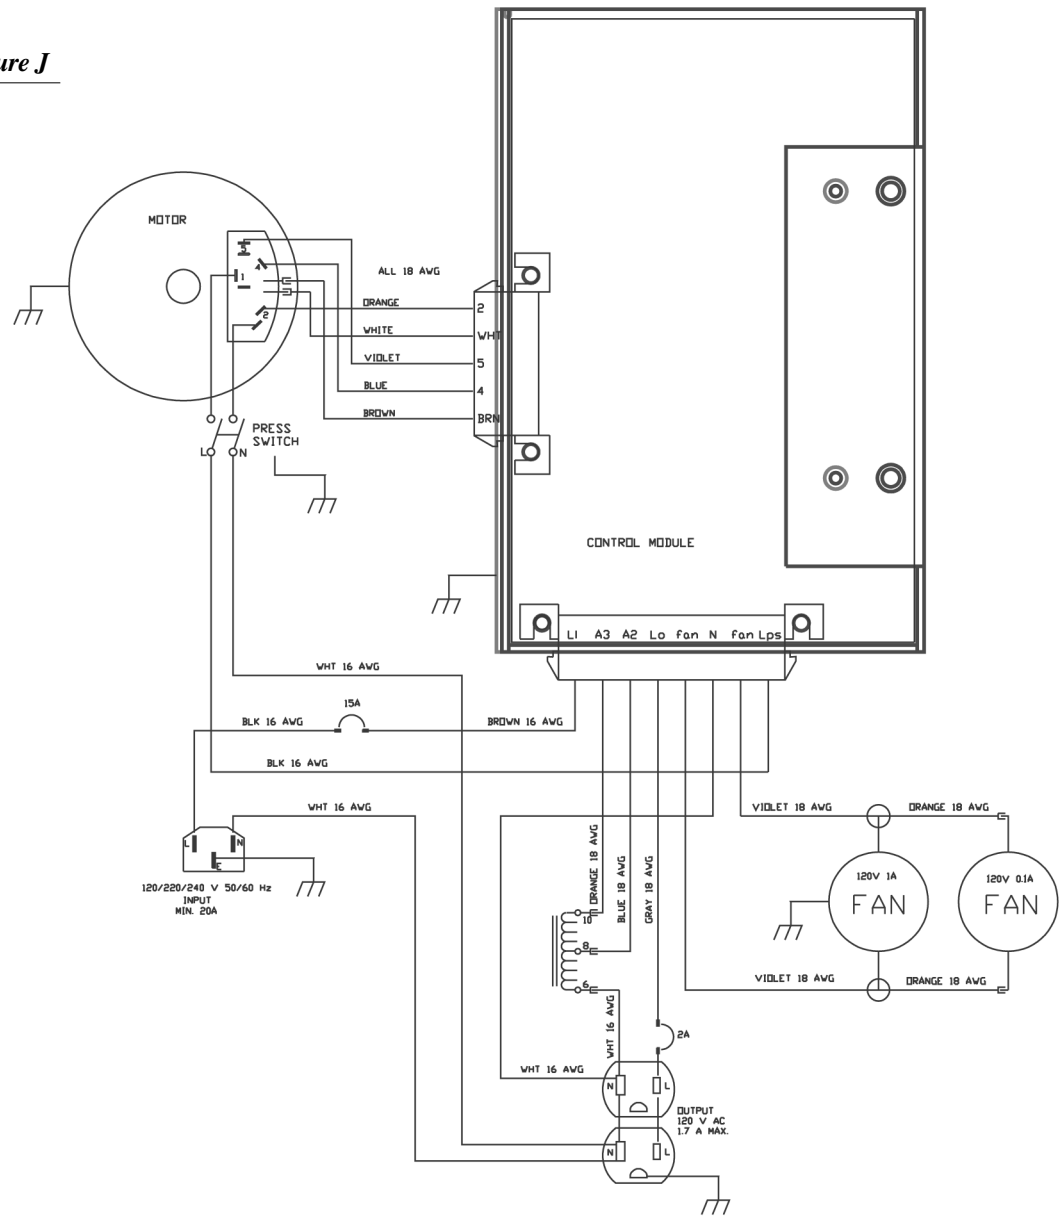 ure J
MOTOR
5
4
1
2
ALL 18 AWG
ORANGE
2
WHITE
WHT
VIOLET
5
BLUE
4
BROWN
BRN
PRESS
SWITCH
L
N
CONTROL MODULE
L1 A3 A2 Lo fan N fan Lps
WHT 16 AWG
15A
BLK 16 AWG
BROWN 16 AWG
BLK 16 AWG
WHT 16 AWG
VIOLET 18 AWG
ORANGE 18 AWG
L
N
E
120/220/240 V 50/60 Hz
INPUT
MIN. 20A
ORANGE 18 AWG
BLUE 18 AWG
GRAY 18 AWG
120V 1A
FAN
120V 0.1A
FAN
10
8
6
VIOLET 18 AWG
ORANGE 18 AWG
WHT 16 AWG
2A
WHT 16 AWG
N
L
OUTPUT
120 V AC
1.7 A MAX.
N
L